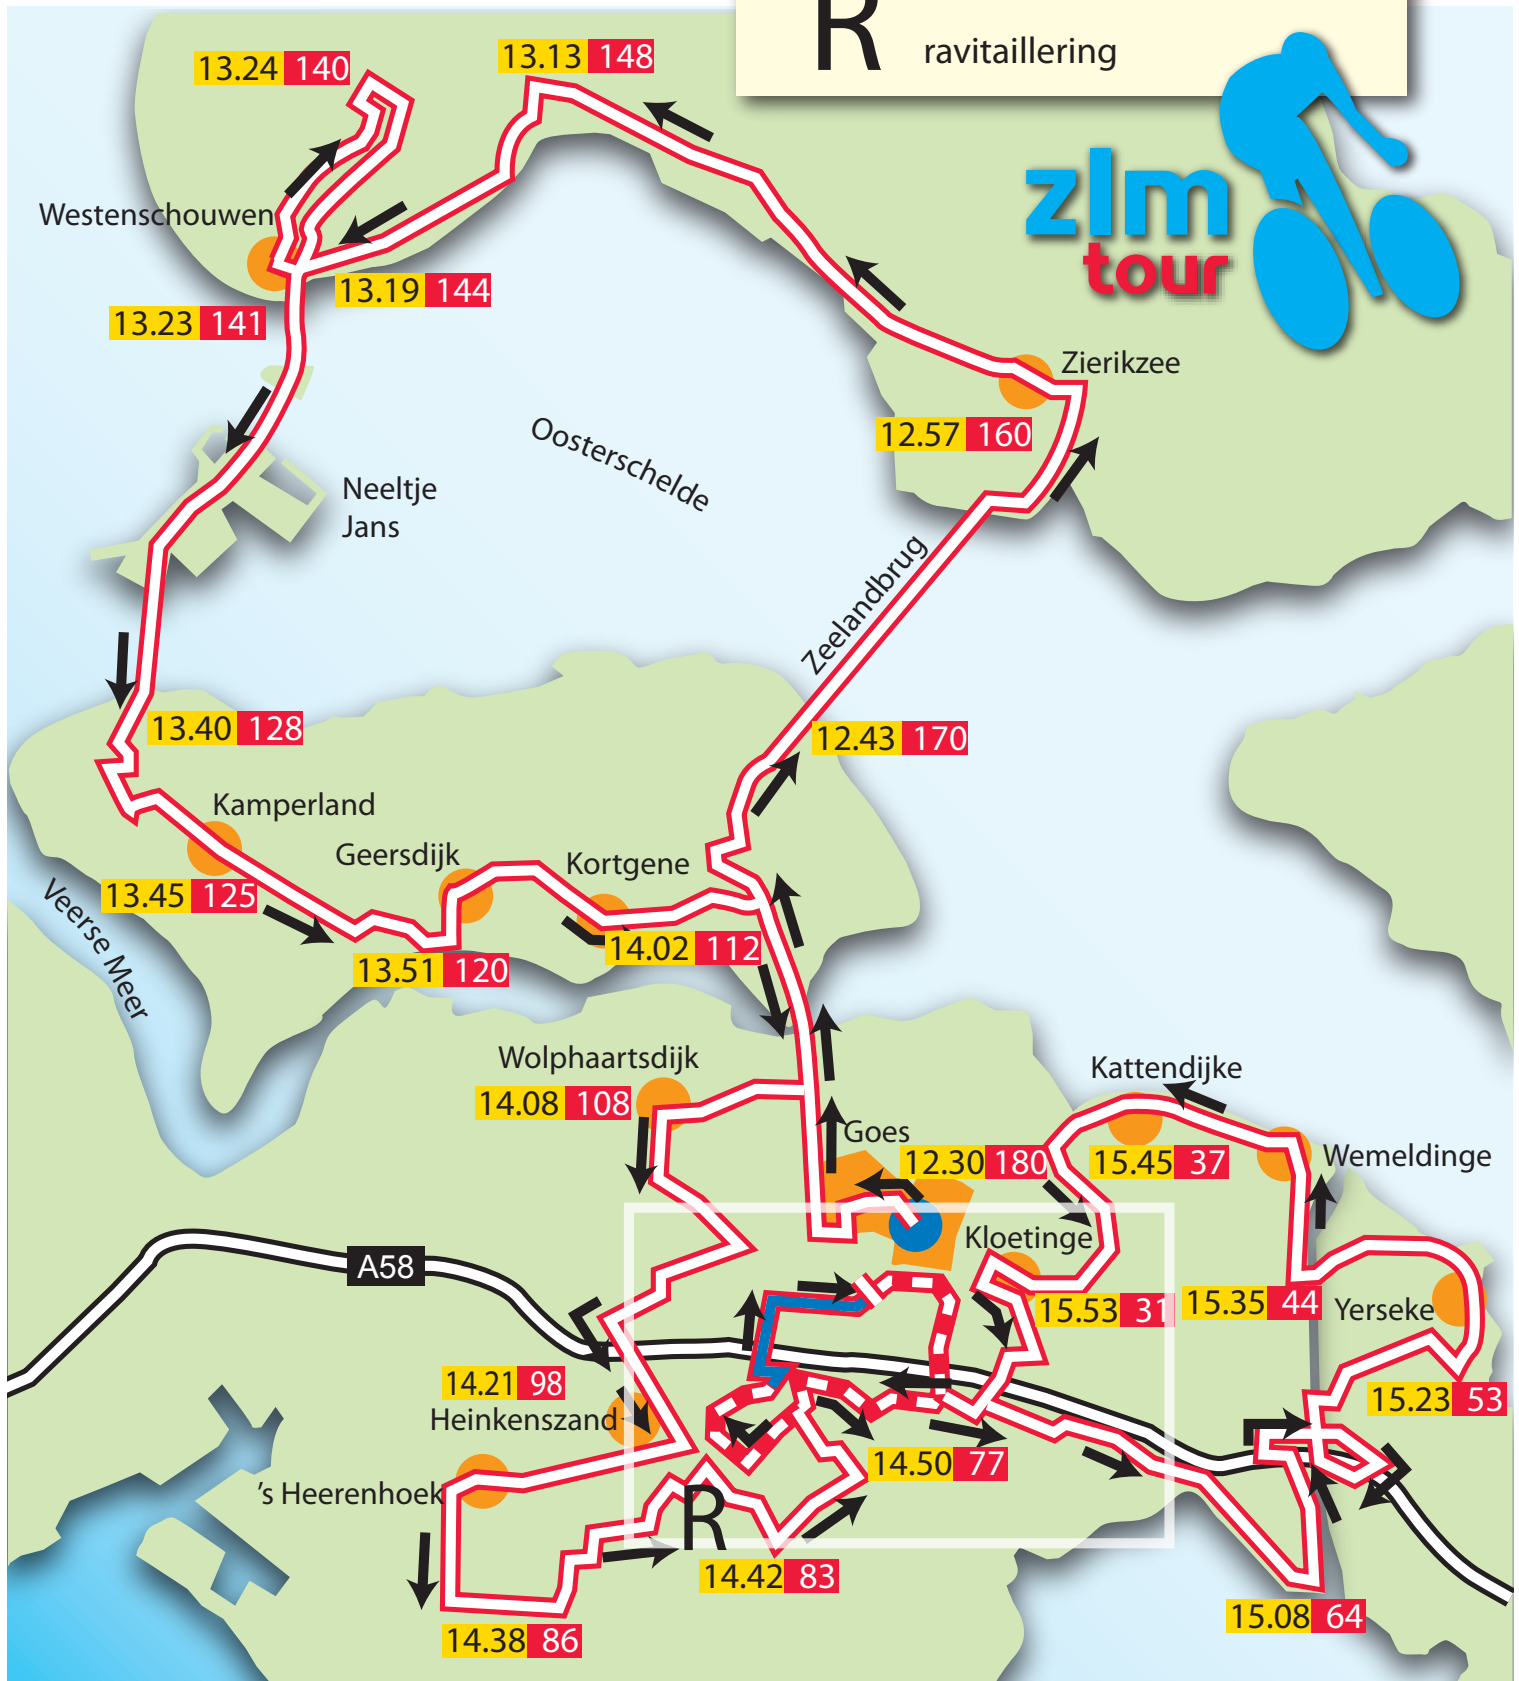 R ravitaillering
zlm
tour
13.24 140
13.13 148
Westenschouwen
13.19 144
13.23 141
Zierikzee
12.57 160
Oosterschelde
Neeltje
Jans
Zeelandbrug
13.40 128
12.43 170
Kamperland
Geersdijk
Kortgene
13.45 125
Veerse Meer
14.02 112
13.51 120
Wolphaartsdijk
14.08 108
Kattendijke
Goes
12.30 180
15.45 37
Wemeldinge
Kloetinge
A58
15.53 31
15.35 44
Yerseke
14.21 98
15.23 53
Heinkenszand
14.50 77
's Heerenhoek
R
14.42 83
15.08 64
14.38 86